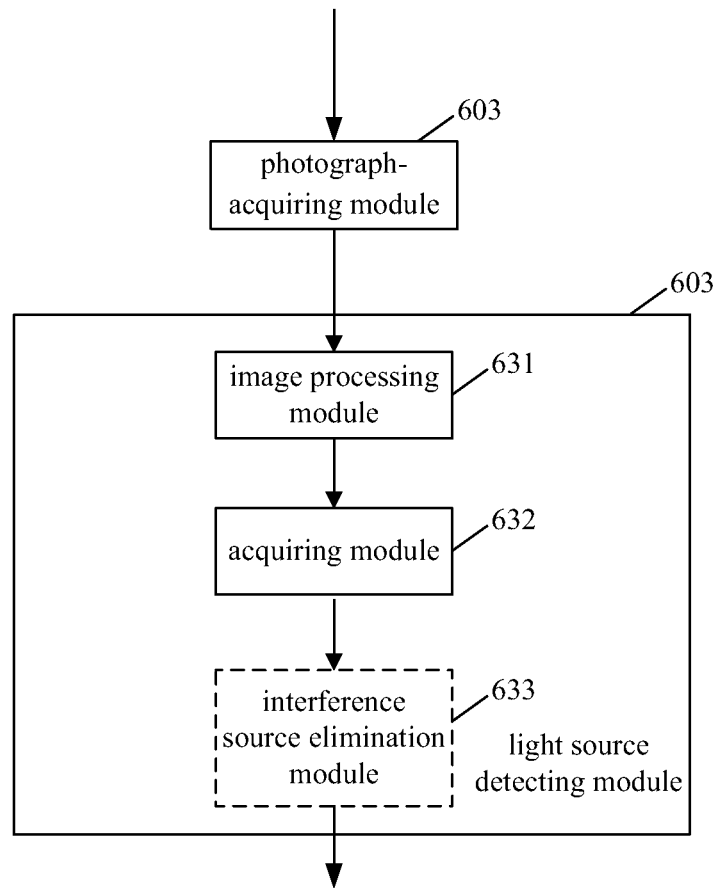 603
photograph-
acquiring module
603
image processing
module
631
acquiring module
632
interference
source elimination
module
633
light source
detecting module